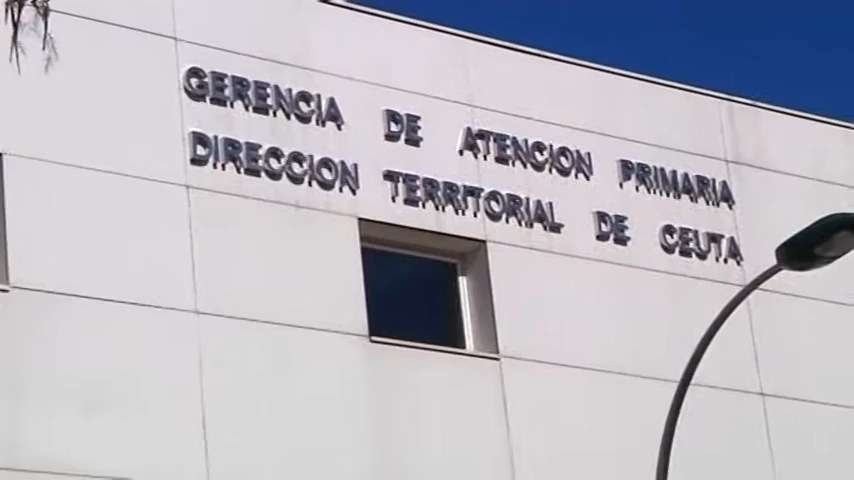 GERENCIA DE ATENCION PRIMARIA
DIRECCION TERRITORIAL DE CEUTA